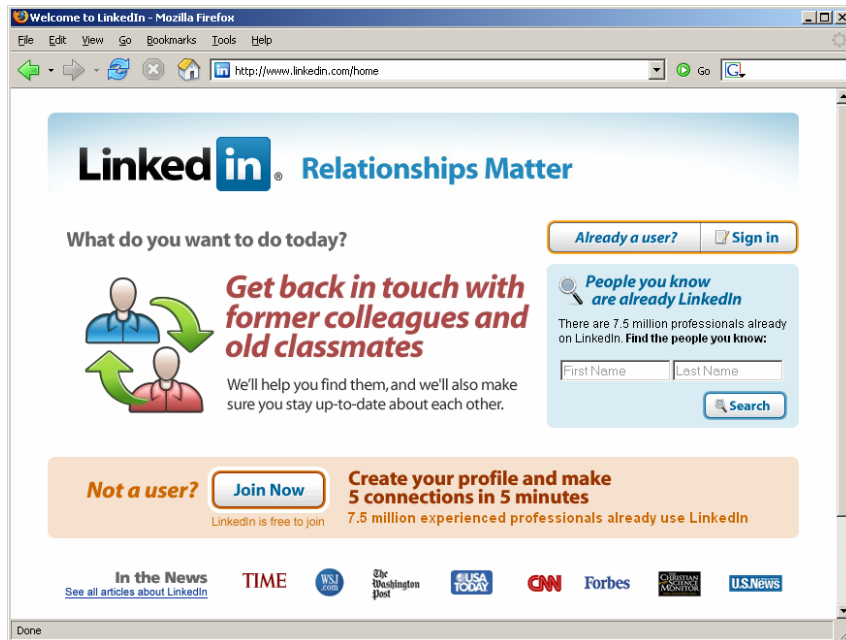 Welcome to LinkedIn - Mozilla Firefox
File Edit View Go Bookmarks Tools Help
http://www.linkedin.com/home Go G
Linked in ® Relationships Matter
What do you want to do today?
Already a user? Sign in
Get back in touch with
former colleagues and
old classmates
We'll help you find them, and we'll also make
sure you stay up-to-date about each other.
People you know
are already LinkedIn
There are 7.5 million professionals already
on LinkedIn. Find the people you know:
First Name Last Name
Search
Not a user? Join Now
LinkedIn is free to join
Create your profile and make
5 connections in 5 minutes
7.5 million experienced professionals already use LinkedIn
In the News
See all articles about LinkedIn
TIME
WSJ
.com
The
Washington
Post
USA
TODAY
CNN
Forbes
THE
CHRISTIAN
SCIENCE
MONITOR
U.S.News
Done